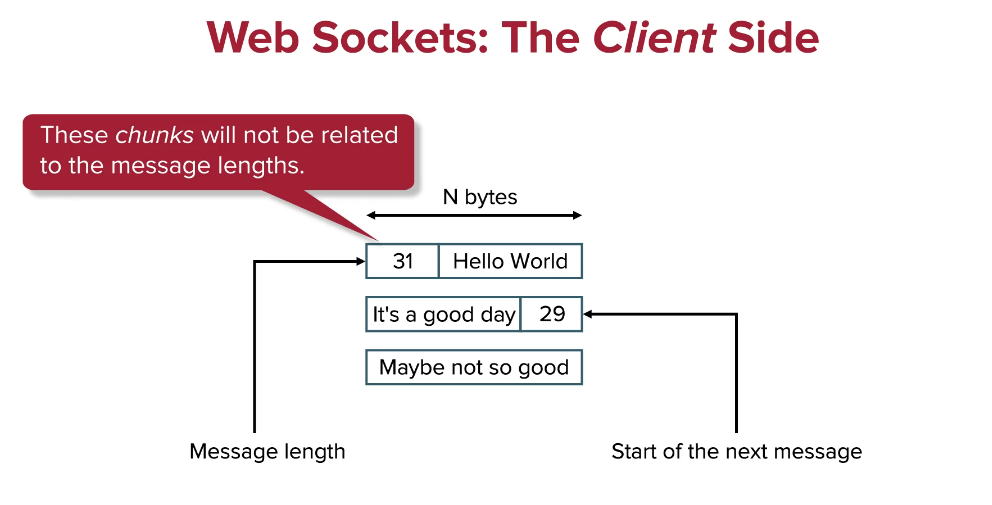 Web Sockets: The Client Side
These chunks will not be related
to the message lengths.
N bytes
31 Hello World
It's a good day 29
Maybe not so good
Message length
Start of the next message